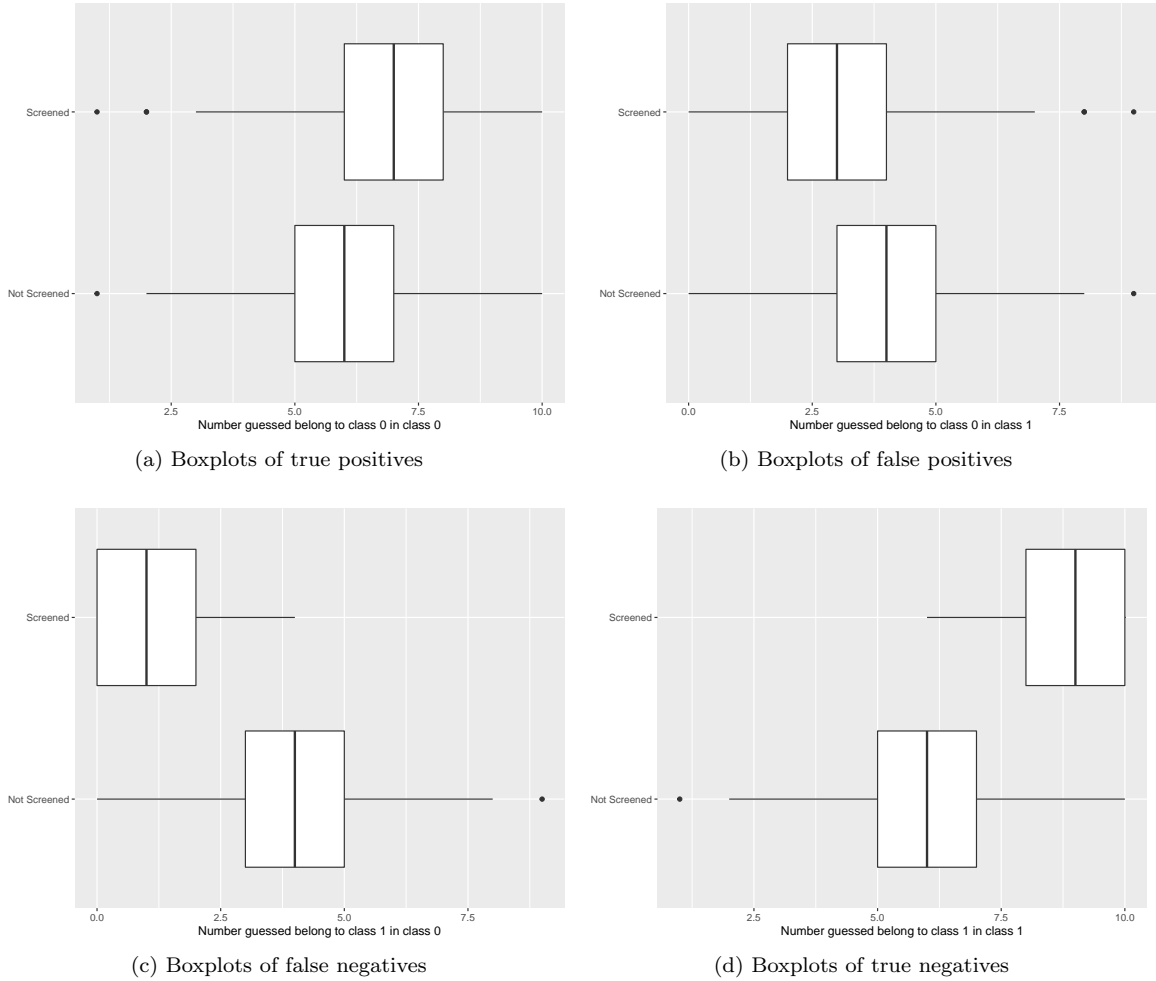 Screened
Not Screened
2.5 5.0 7.5 10.0
Number guessed belong to class 0 in class 0
(a) Boxplots of true positives
Screened
Not Screened
0.0 2.5 5.0 7.5
Number guessed belong to class 0 in class 1
(b) Boxplots of false positives
Screened
Not Screened
0.0 2.5 5.0 7.5
Number guessed belong to class 1 in class 0
(c) Boxplots of false negatives
Screened
Not Screened
2.5 5.0 7.5 10.0
Number guessed belong to class 1 in class 1
(d) Boxplots of true negatives